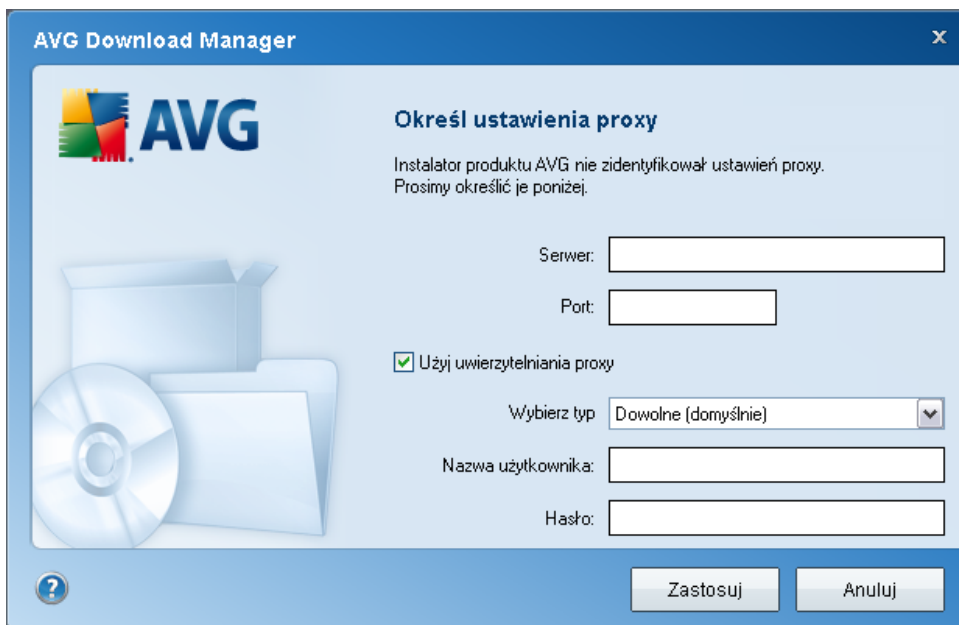 AVG Download Manager
x
AVG
Określ ustawienia proxy
Instalator produktu AVG nie zidentyfikował ustawień proxy.
Prosimy określić je poniżej.
Serwer:
Port:
Użyj uwierzytelniania proxy
Wybierz typ
Dowolne (domyślnie)
Nazwa użytkownika:
Hasło:
?
Zastosuj
Anuluj